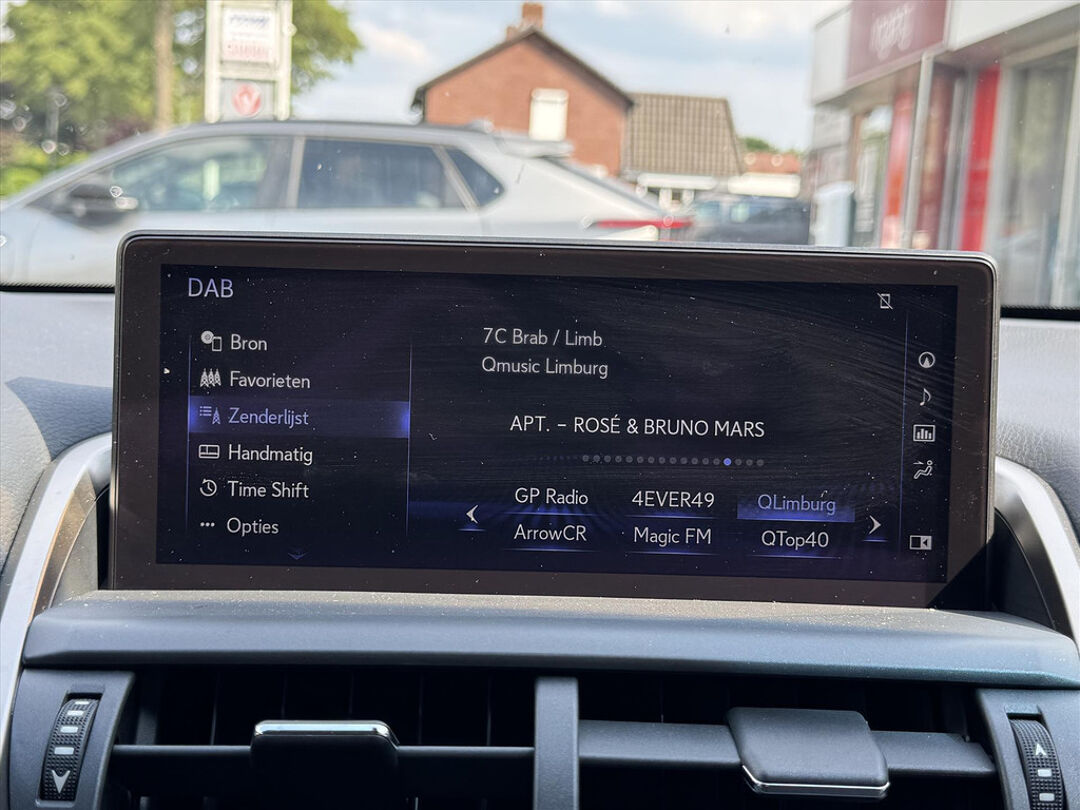 DAB
Bron
Favorieten
Zenderlijst
Handmatig
Time Shift
Opties
7C Brab / Limb
Qmusic Limburg
APT. – ROSÉ & BRUNO MARS
GP Radio 4EVER49 QLimburg
ArrowCR Magic FM QTop40